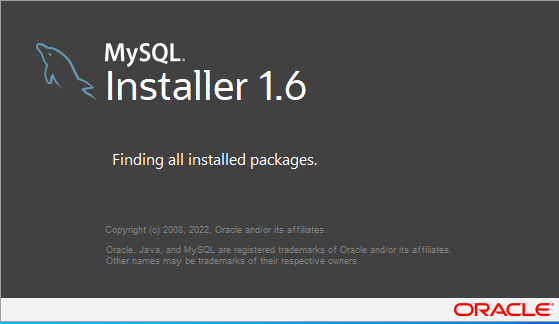 MySQL.
Installer 1.6
Finding all installed packages.
Copyright (c) 2008, 2022, Oracle and/or its affiliates.
Oracle, Java, and MySQL are registered trademarks of Oracle and/or its affiliates.
Other names may be trademarks of their respective owners.
ORACLE